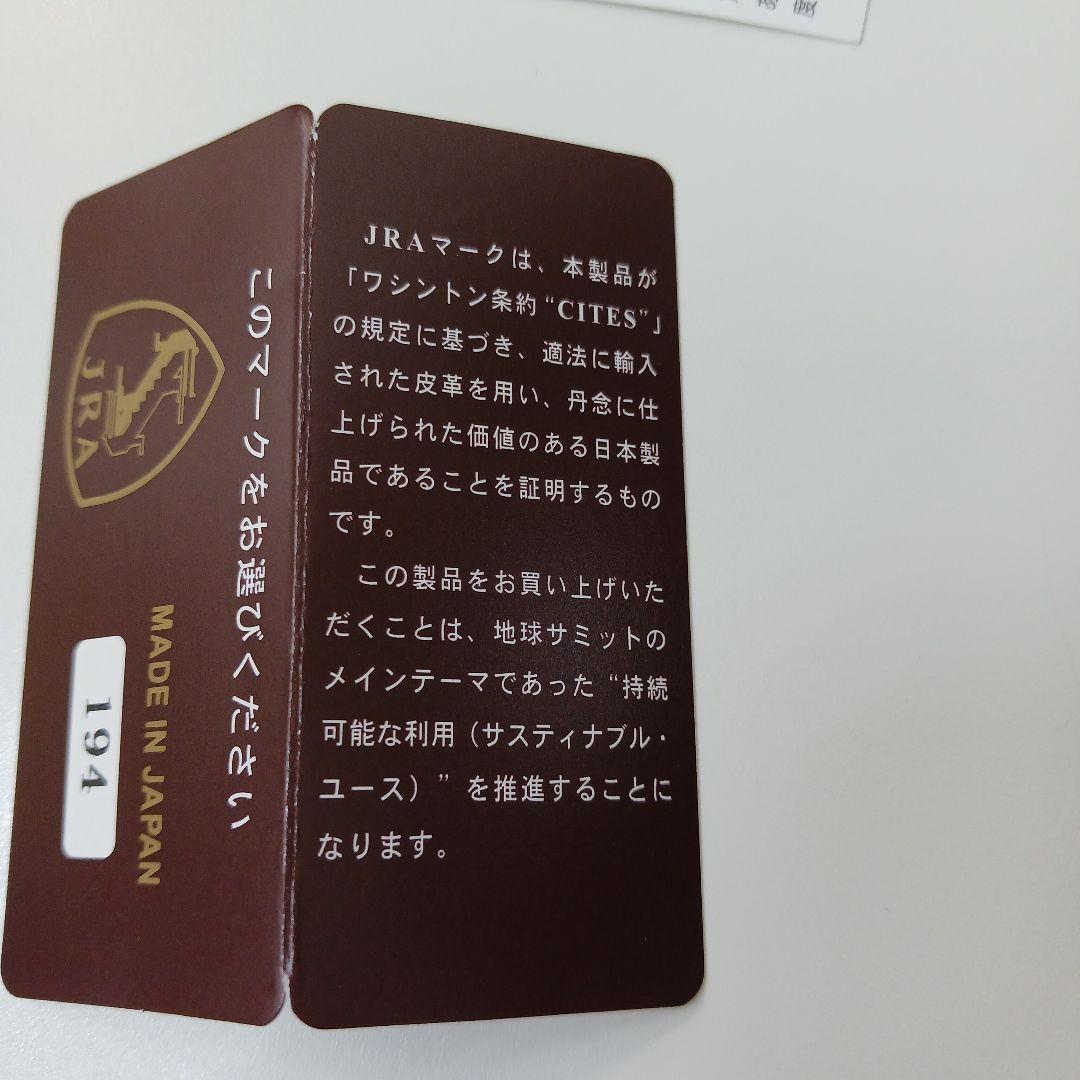 このマークをお選びください
JRA
MADE IN JAPAN
194
JRAマークは、本製品が
「ワシントン条約“CITES”」
の規定に基づき、適法に輸入
された皮革を用い、丹念に仕
上げられた価値のある日本製
品であることを証明するもの
です。
この製品をお買い上げいた
だくことは、地球サミットの
メインテーマであった“持続
可能な利用（サスティナブル・
ユース）”を推進することに
なります。